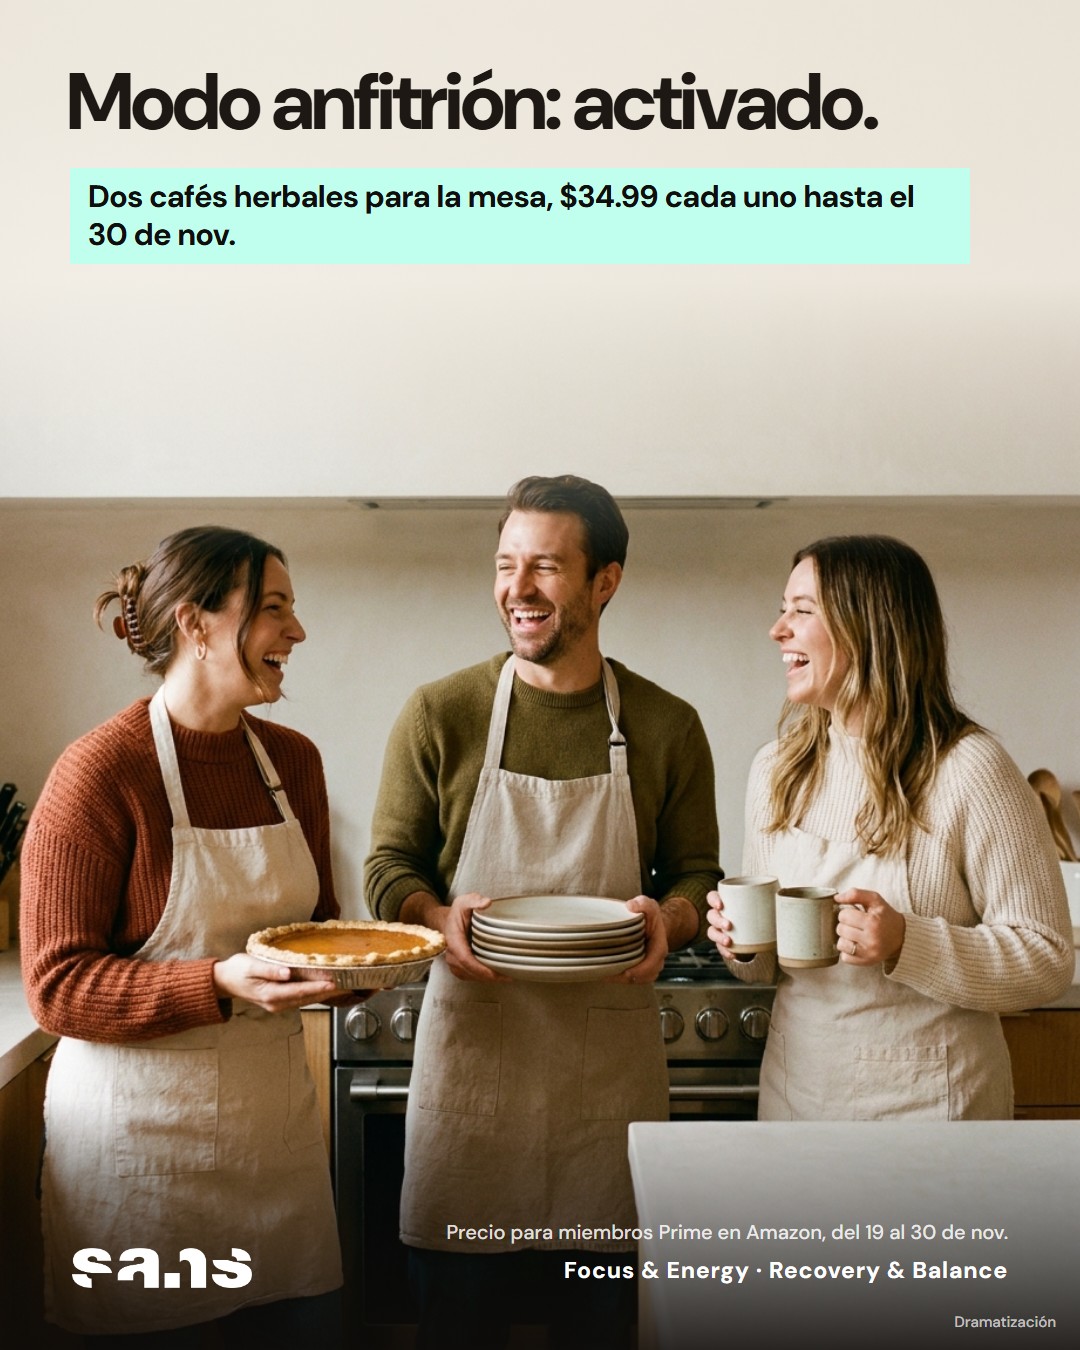 Modo anfitrión: activado.
Dos cafés herbales para la mesa, $34.99 cada uno hasta el
30 de nov.
Precio para miembros Prime en Amazon, del 19 al 30 de nov.
sans
Focus & Energy · Recovery & Balance
Dramatización